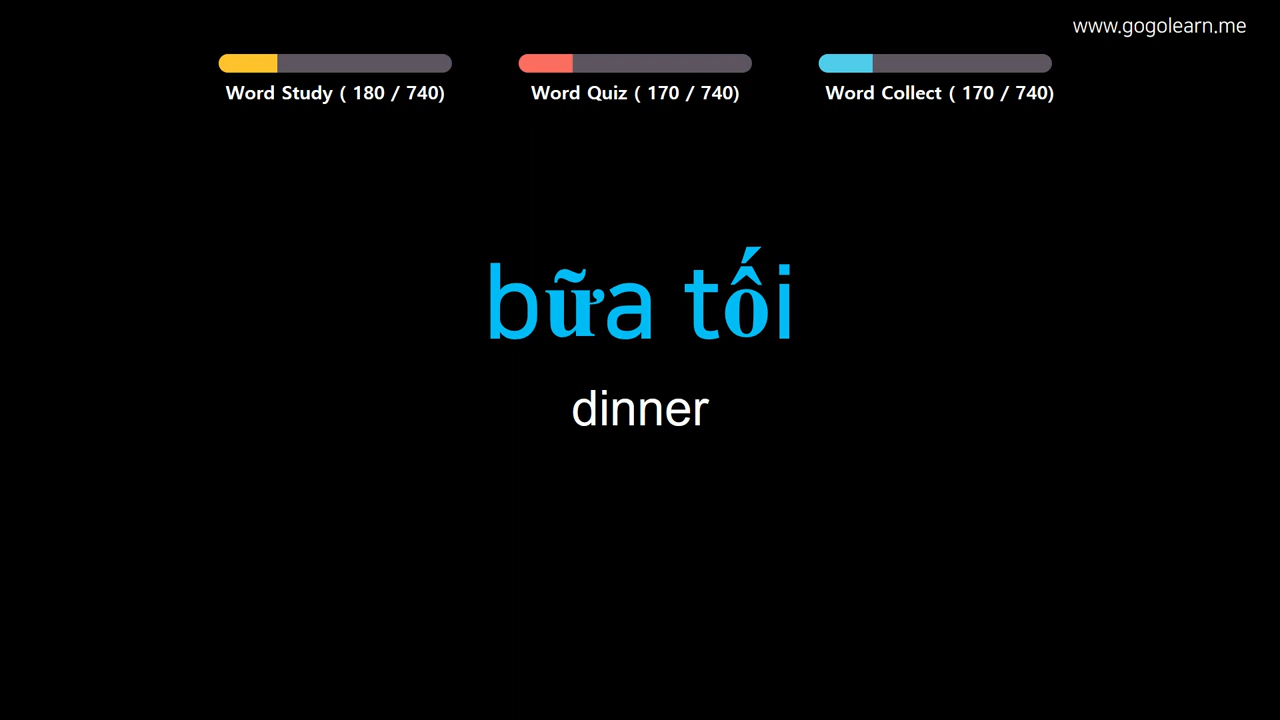 www.gogolearn.me
Word Study ( 180 / 740)
Word Quiz ( 170 / 740)
Word Collect ( 170 / 740)
bữa tối
dinner